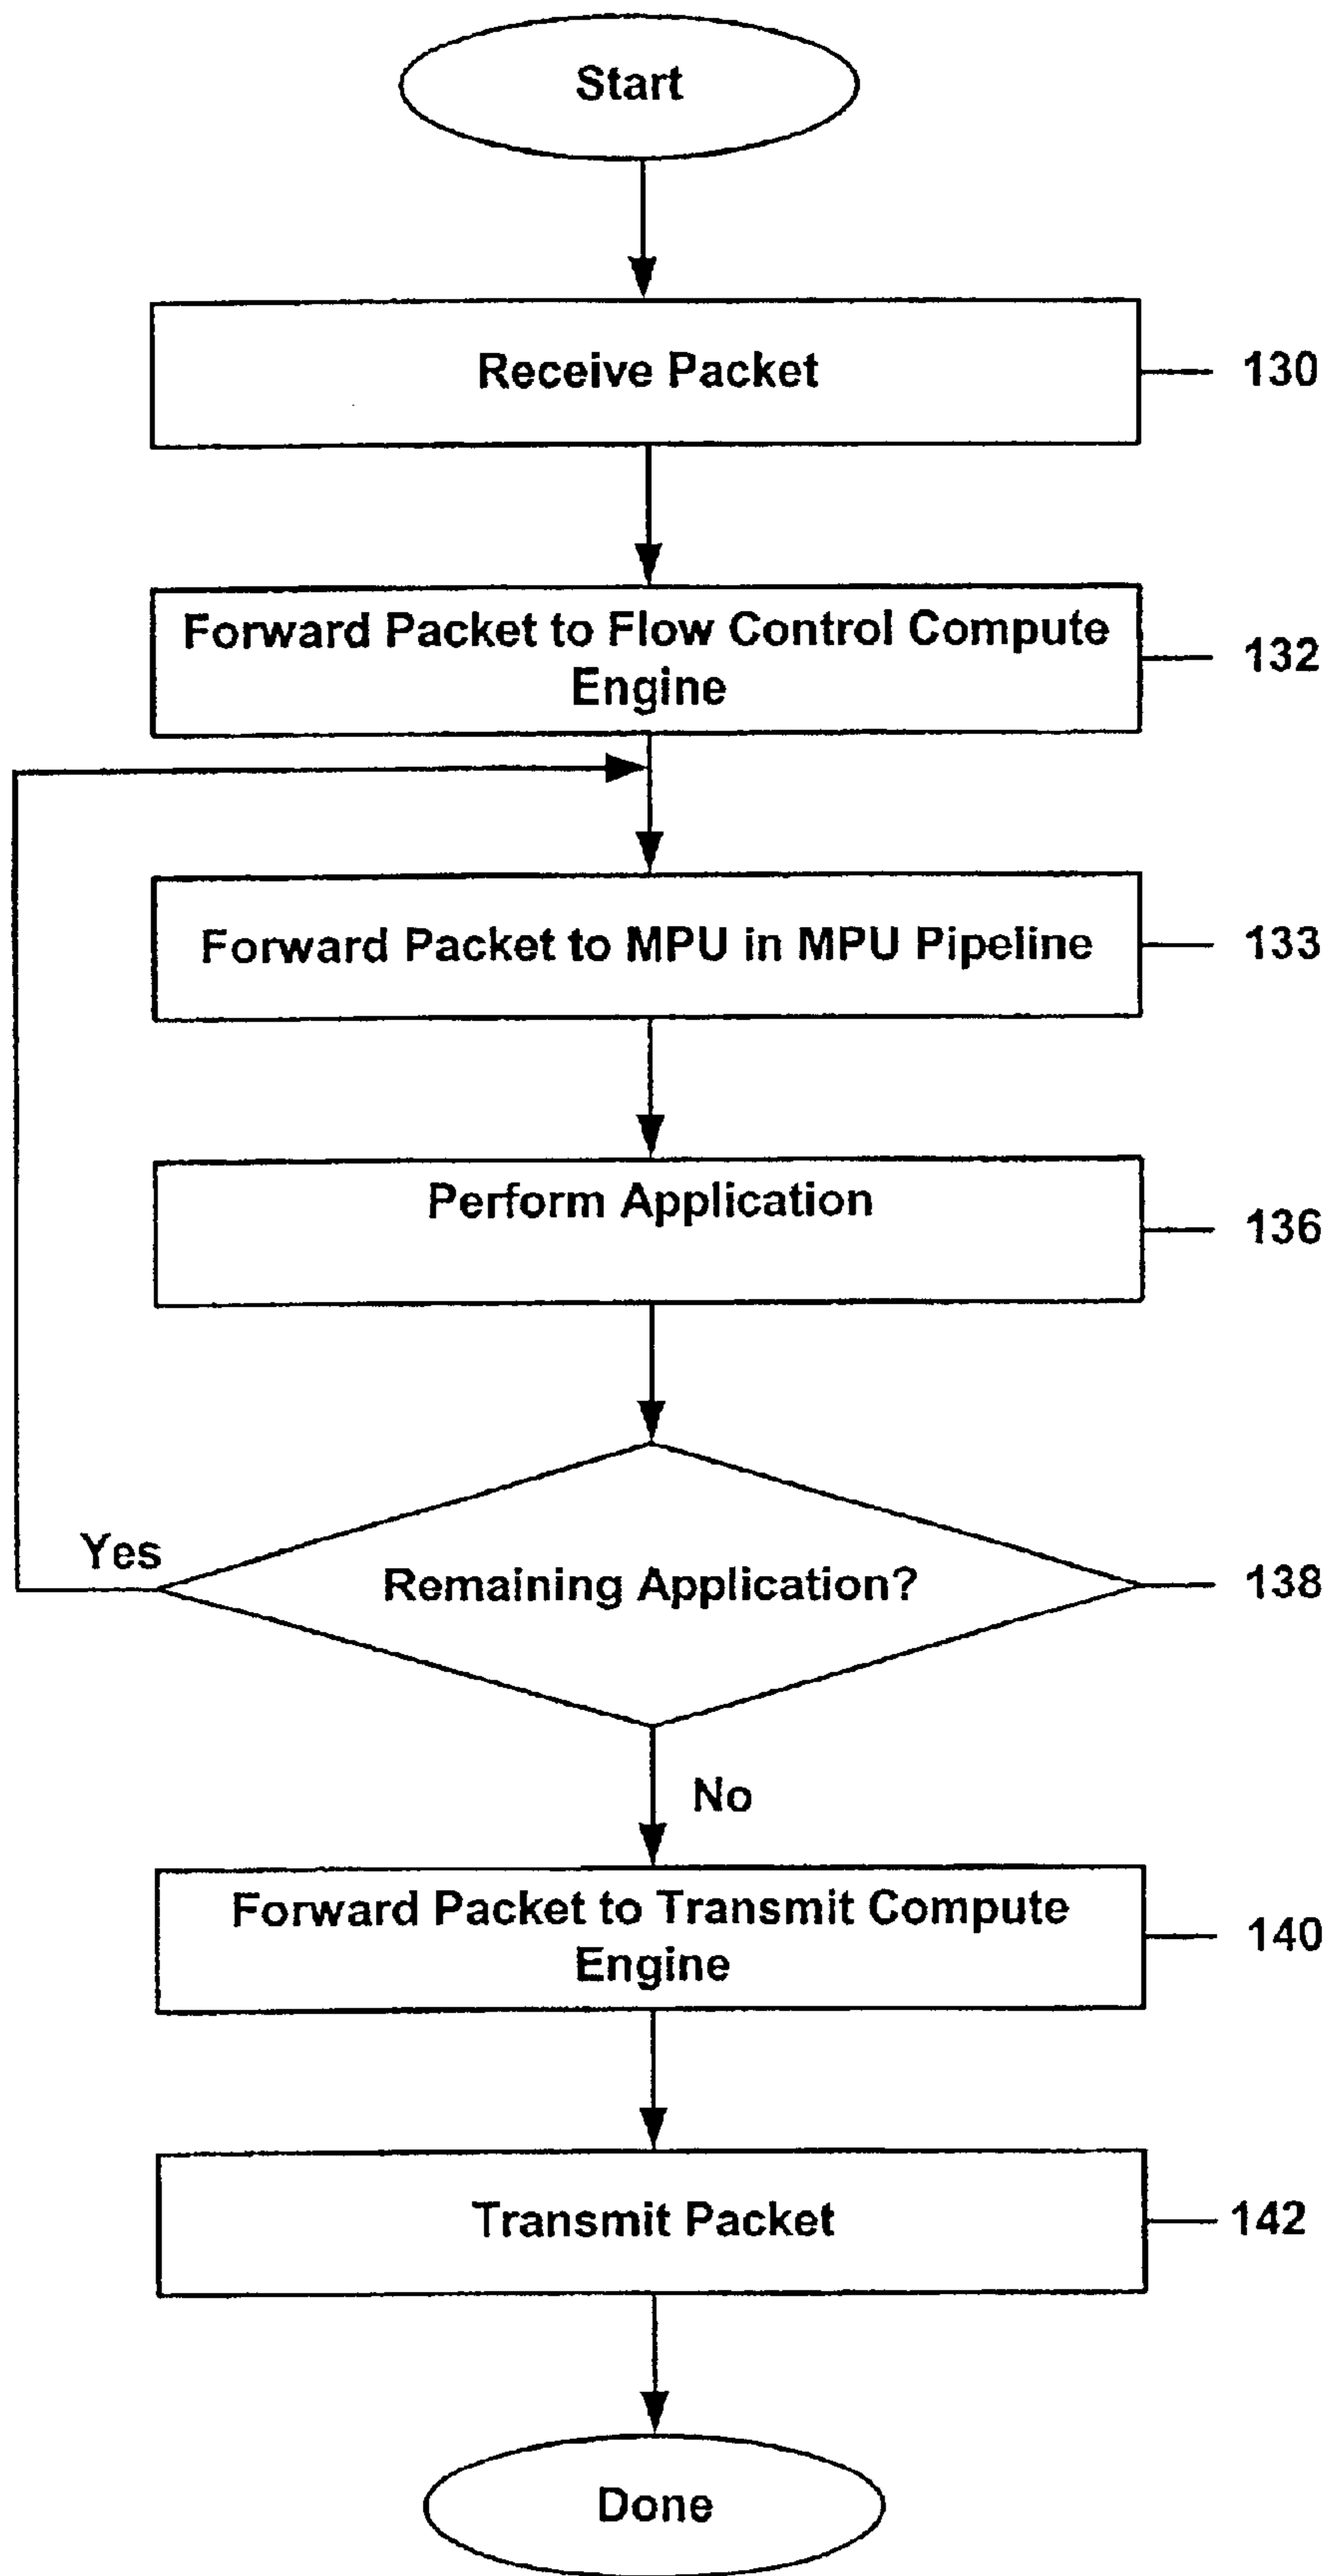 Start
Receive Packet
130
Forward Packet to Flow Control Compute
Engine
132
Forward Packet to MPU in MPU Pipeline
133
Perform Application
136
Yes
Remaining Application?
138
No
Forward Packet to Transmit Compute
Engine
140
Transmit Packet
142
Done